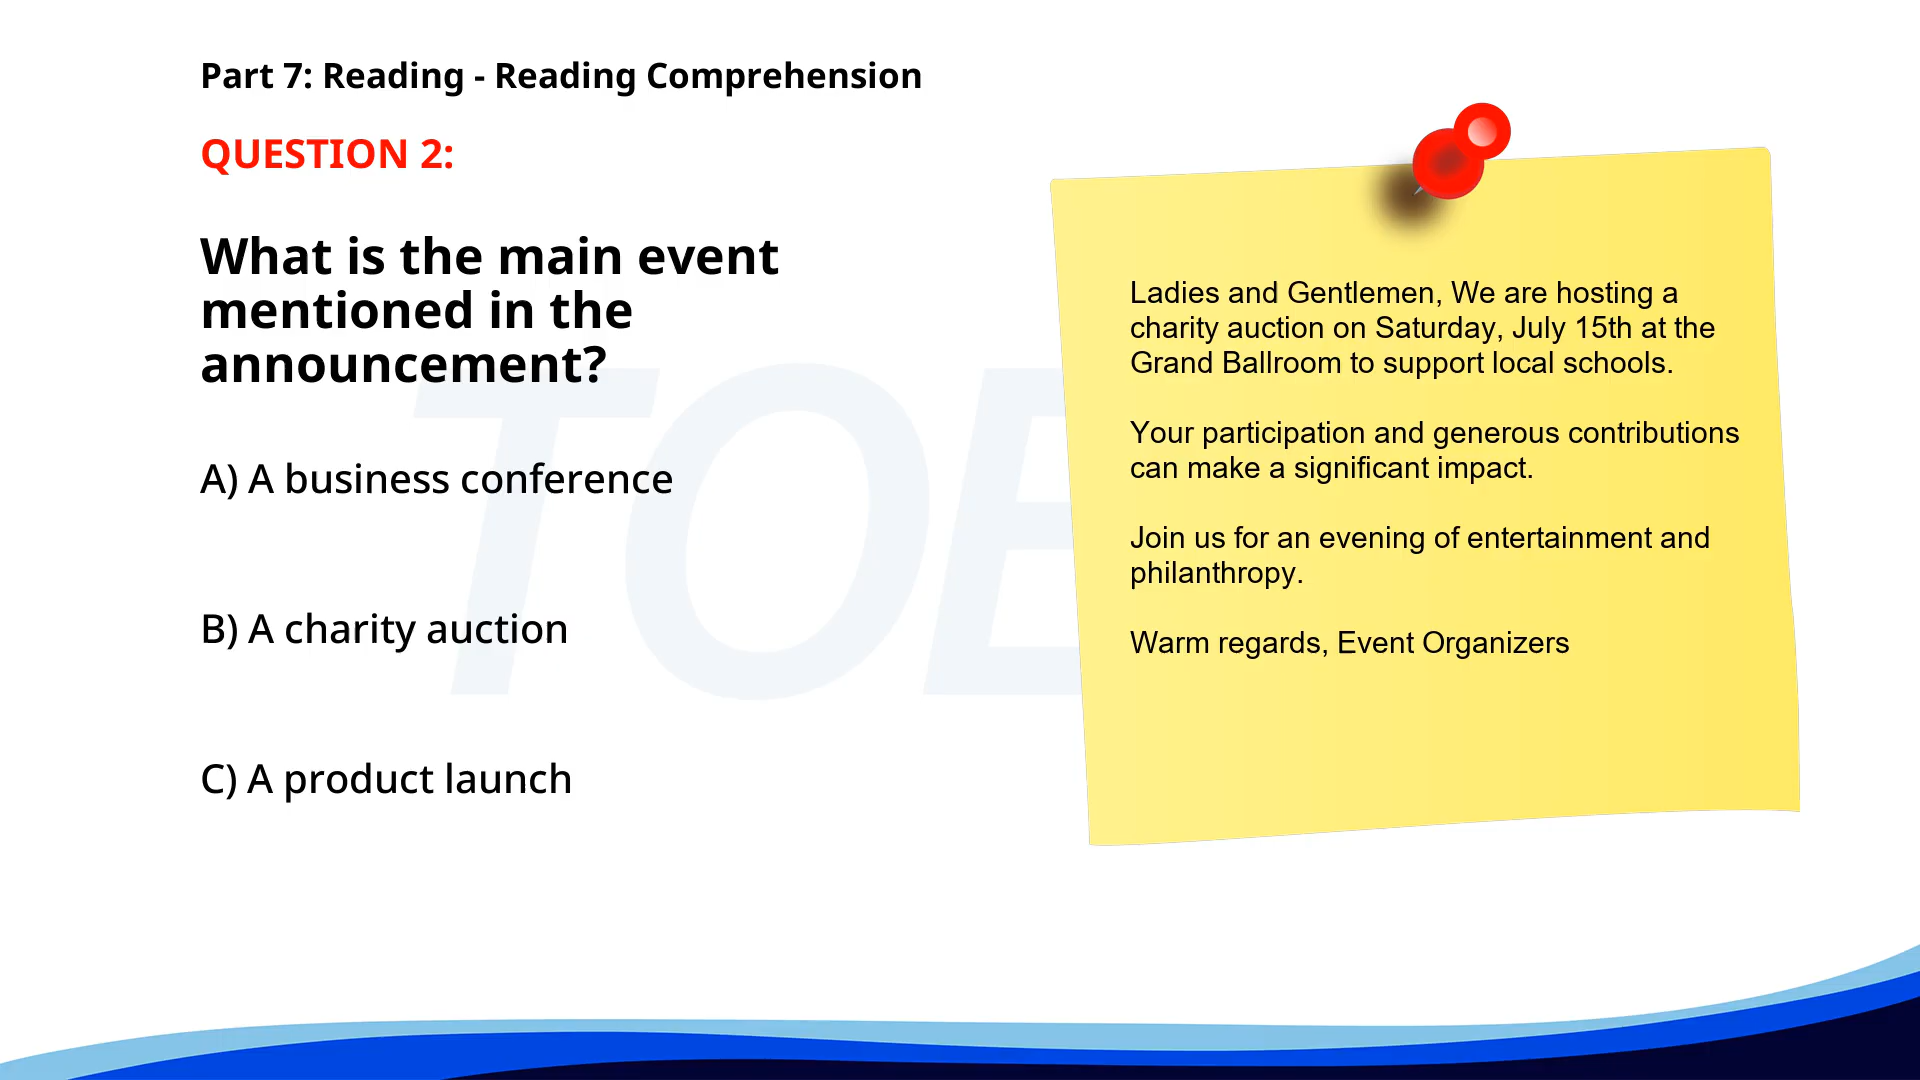 Part 7: Reading - Reading Comprehension
QUESTION 2:
What is the main event
mentioned in the
announcement?
A) A business conference
B) A charity auction
C) A product launch
Ladies and Gentlemen, We are hosting a
charity auction on Saturday, July 15th at the
Grand Ballroom to support local schools.
Your participation and generous contributions
can make a significant impact.
Join us for an evening of entertainment and
philanthropy.
Warm regards, Event Organizers